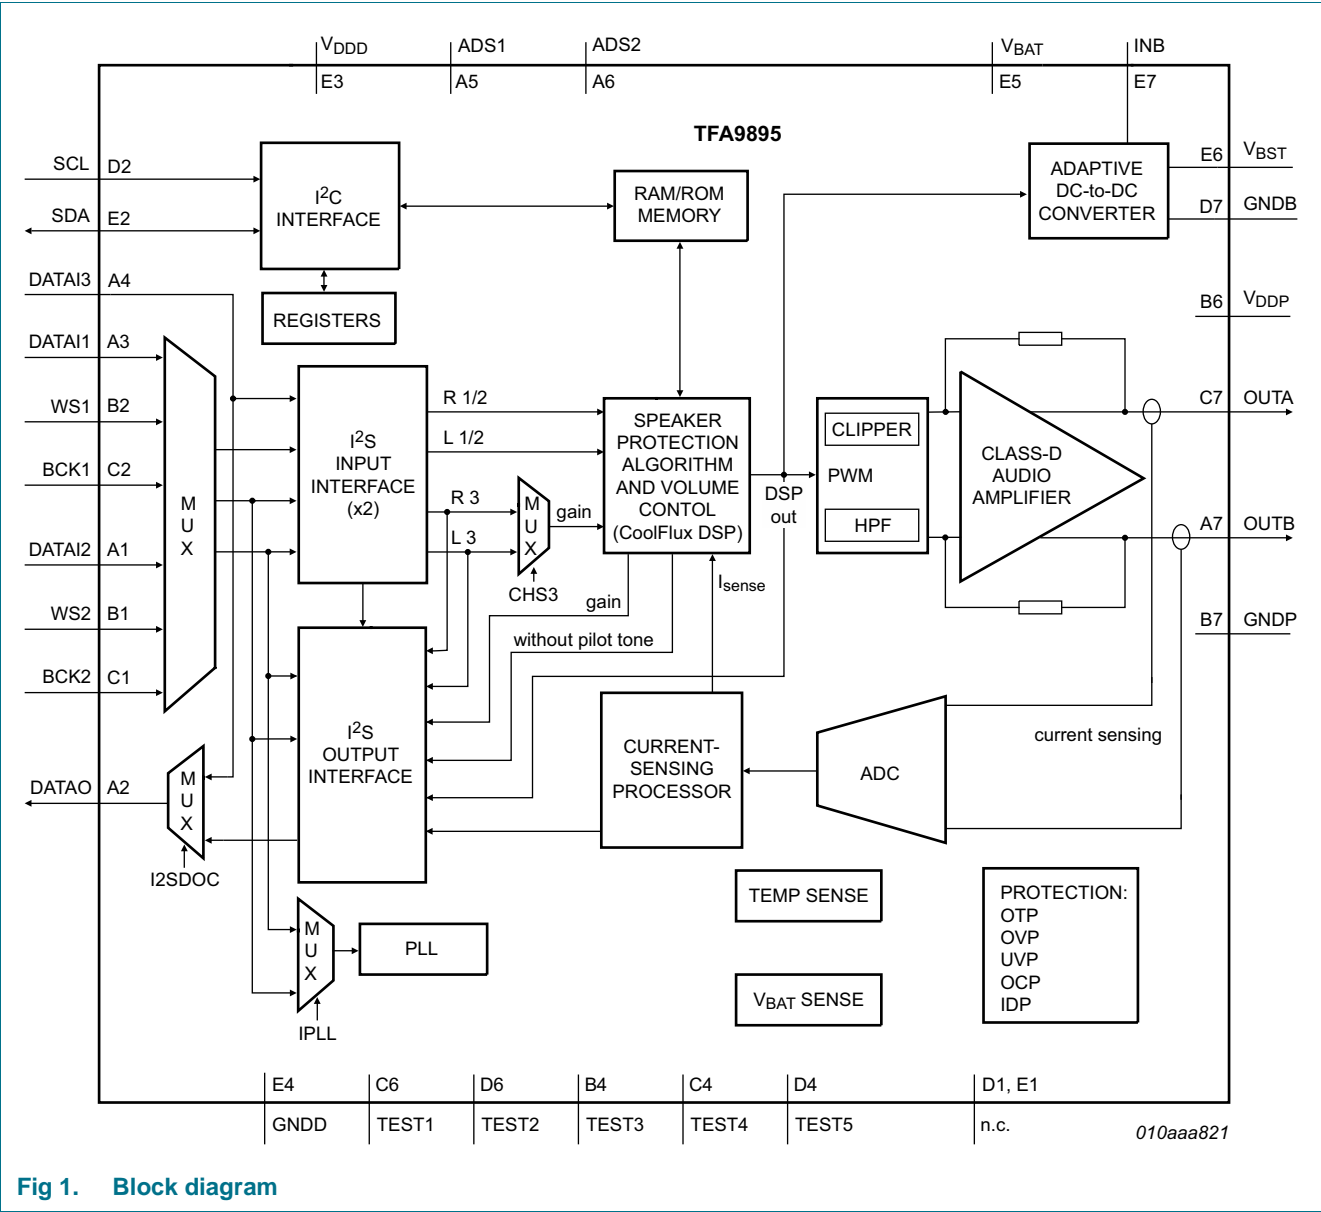 VDDD ADS1 ADS2 VBAT INB
E3 A5 A6 E5 E7
TFA9895
SCL D2
SDA E2
DATAI3 A4
DATAI1 A3
WS1 B2
BCK1 C2
DATAI2 A1
WS2 B1
BCK2 C1
DATAO A2
I2C
INTERFACE
REGISTERS
RAM/ROM
MEMORY
ADAPTIVE
DC-to-DC
CONVERTER
E6 VBST
D7 GNDB
B6 VDDP
C7 OUTA
A7 OUTB
B7 GNDP
M
U
X
I2S
INPUT
INTERFACE
(x2)
R 1/2
L 1/2
R 3
L 3
M
U
X
CHS3
gain
SPEAKER
PROTECTION
ALGORITHM
AND VOLUME
CONTOL
(CoolFlux DSP)
DSP
out
CLIPPER
PWM
HPF
CLASS-D
AUDIO
AMPLIFIER
Isense
gain
without pilot tone
I2S
OUTPUT
INTERFACE
CURRENT-
SENSING
PROCESSOR
ADC
current sensing
M
U
X
I2SDOC
M
U
X
IPLL
PLL
TEMP SENSE
VBAT SENSE
PROTECTION:
OTP
OVP
UVP
OCP
IDP
E4 C6 D6 B4 C4 D4 D1, E1
GNDD TEST1 TEST2 TEST3 TEST4 TEST5 n.c.
010aaa821
Fig 1. Block diagram